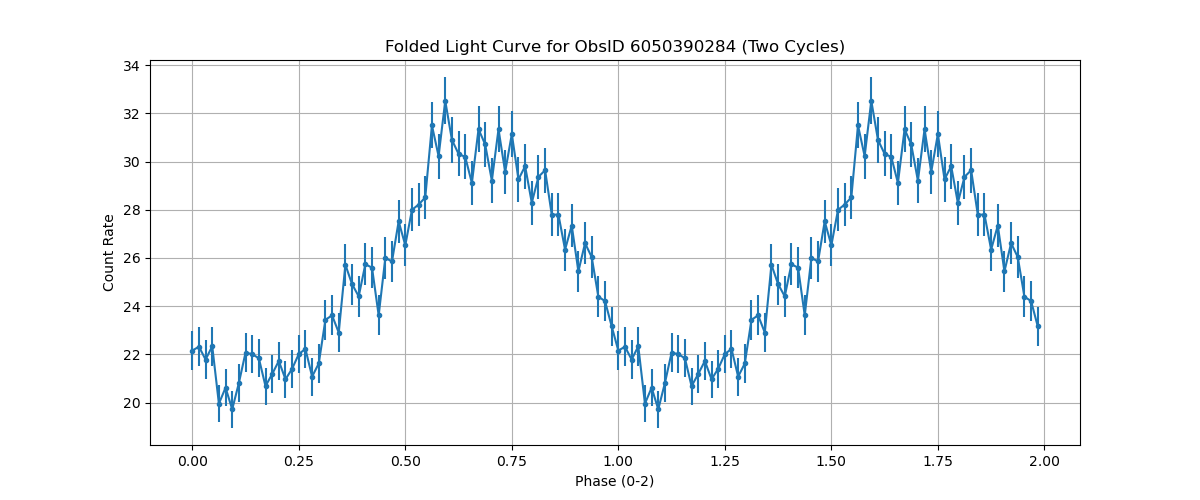 Folded Light Curve for ObsID 6050390284 (Two Cycles)
34
32
30
28
26
24
22
20
Count Rate
0.00 0.25 0.50 0.75 1.00 1.25 1.50 1.75 2.00
Phase (0-2)